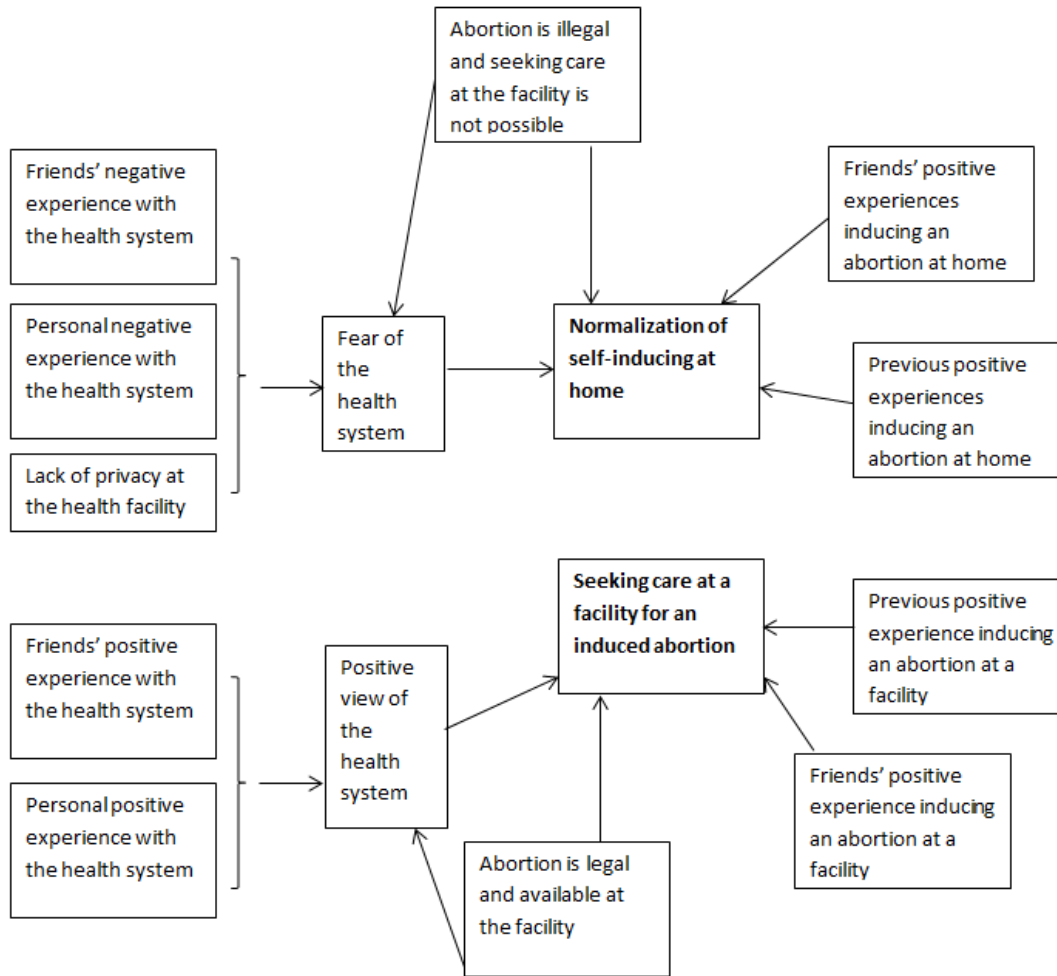 Abortion is illegal
and seeking care
at the facility is
not possible
Friends’ negative
experience with
the health system
Friends’ positive
experiences
inducing an
abortion at home
Personal negative
experience with
the health system
Fear of
the
health
system
Normalization of
self-inducing at
home
Previous positive
experiences
inducing an
abortion at home
Lack of privacy at
the health facility
Seeking care at a
facility for an
induced abortion
Previous positive
experience inducing
an abortion at a
facility
Friends’ positive
experience with
the health system
Positive
view of
the
health
system
Friends’ positive
experience inducing
an abortion at a
facility
Personal positive
experience with
the health system
Abortion is legal
and available at
the facility